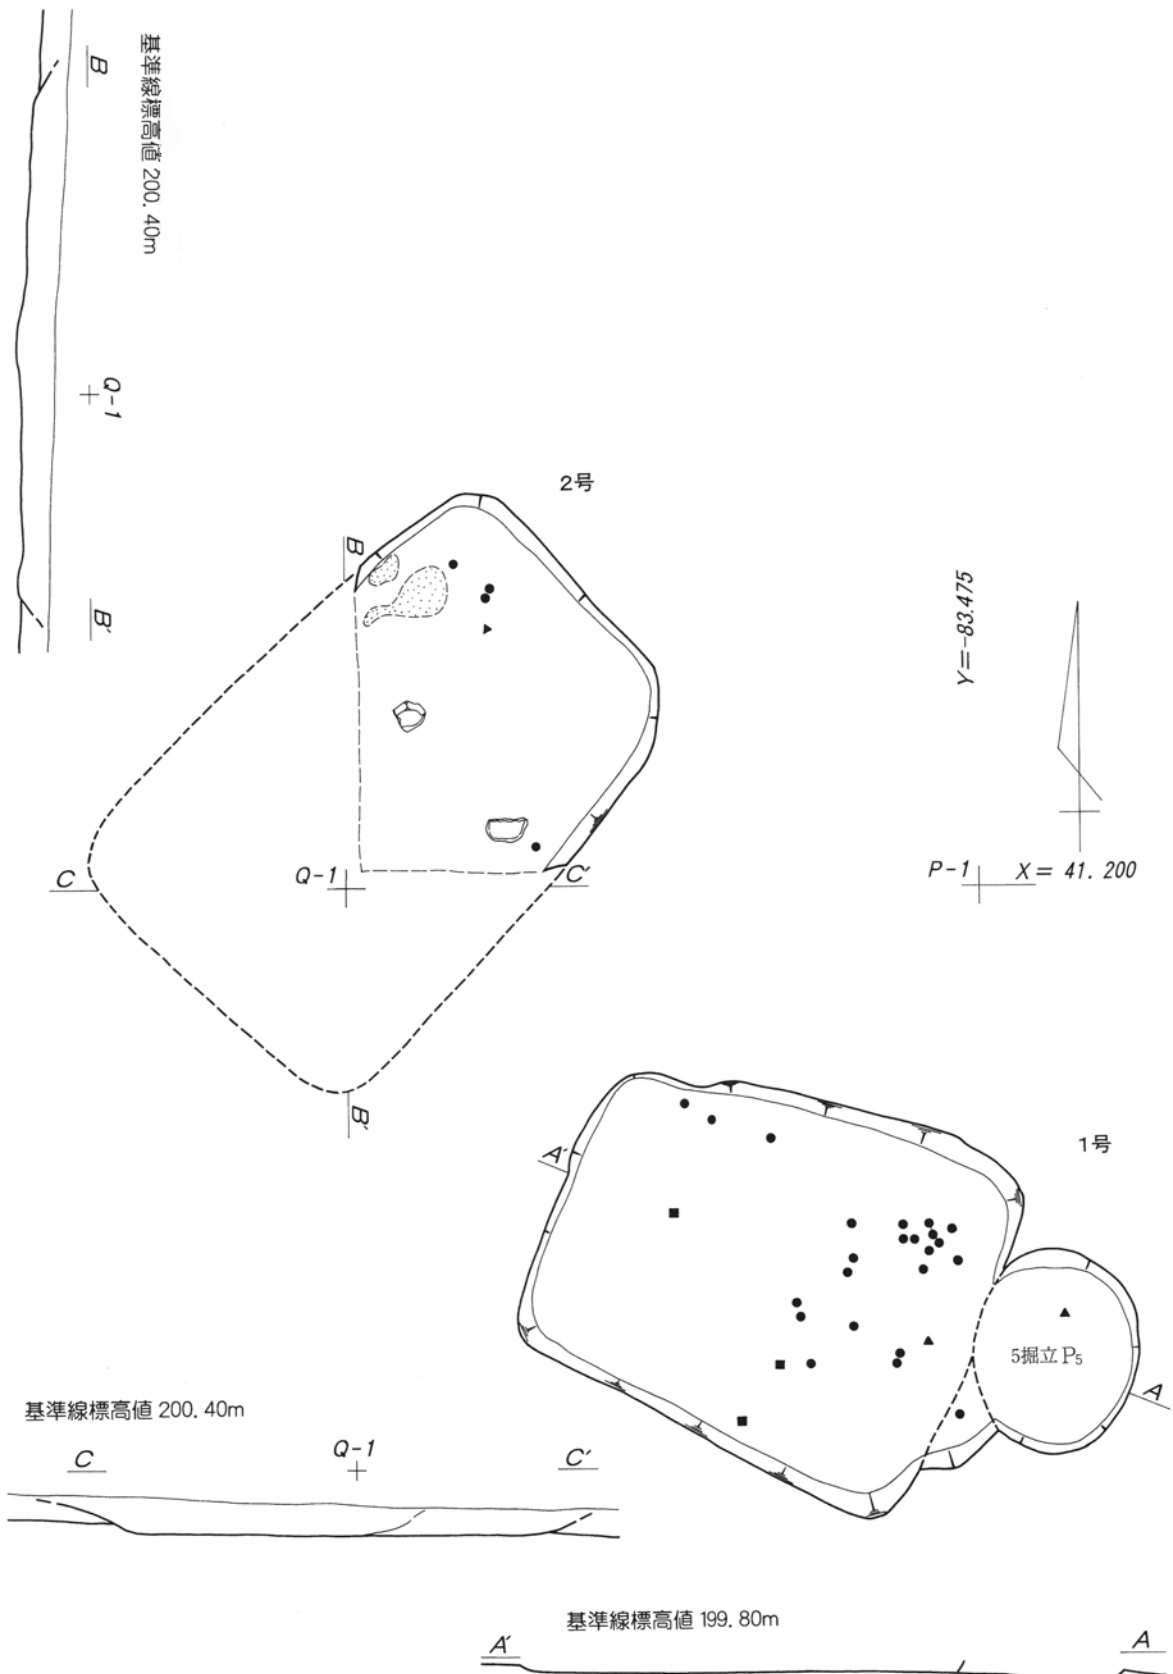 B
基準線標高値 200. 40m
Q-1
B'
2号
B
Y=-83.475
C
Q-1
C'
P-1
X= 41. 200
B'
1号
A'
5掘立 P5
A
基準線標高値 200. 40m
C
Q-1
C'
基準線標高値 199. 80m
A'
A